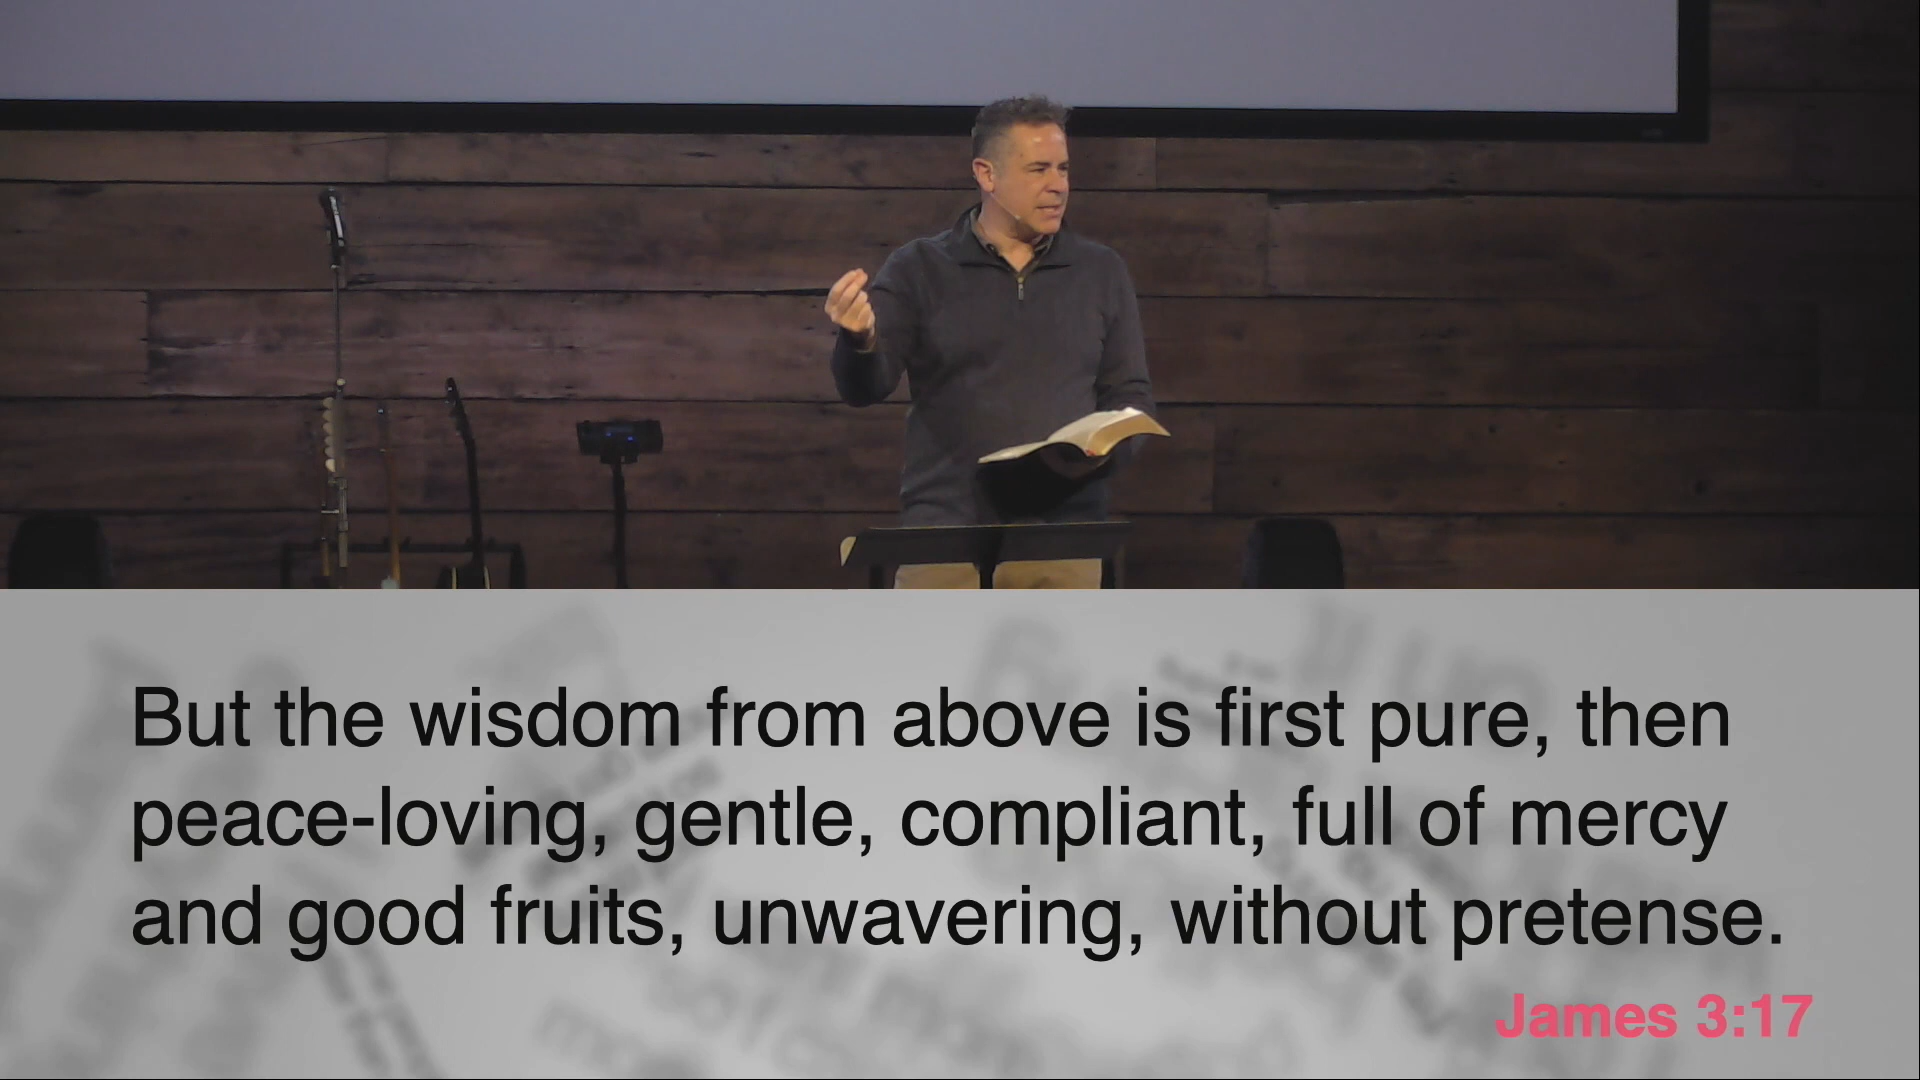 But the wisdom from above is first pure, then
peace-loving, gentle, compliant, full of mercy
and good fruits, unwavering, without pretense.
James 3:17